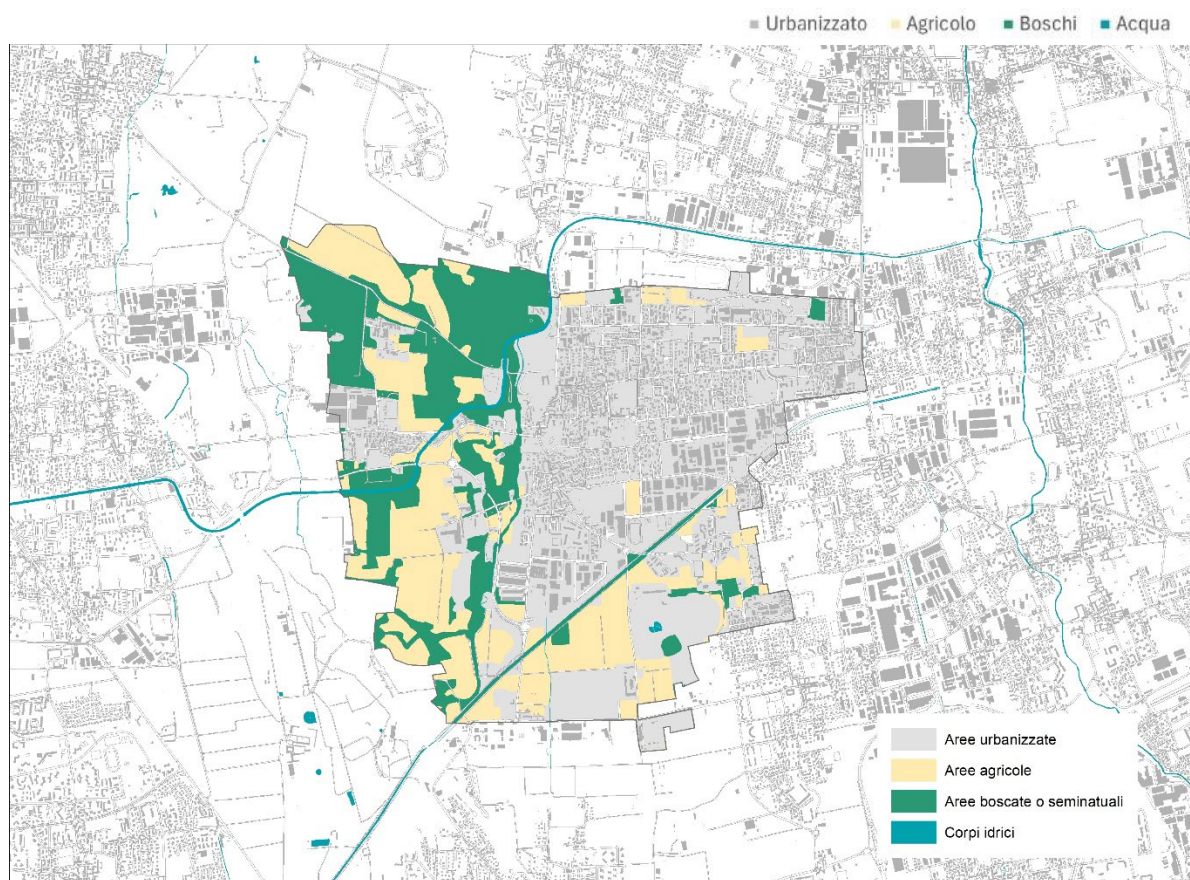 Urbanizzato Agricolo Boschi Acqua
Aree urbanizzate
Aree agricole
Aree boscate o seminatuali
Corpi idrici